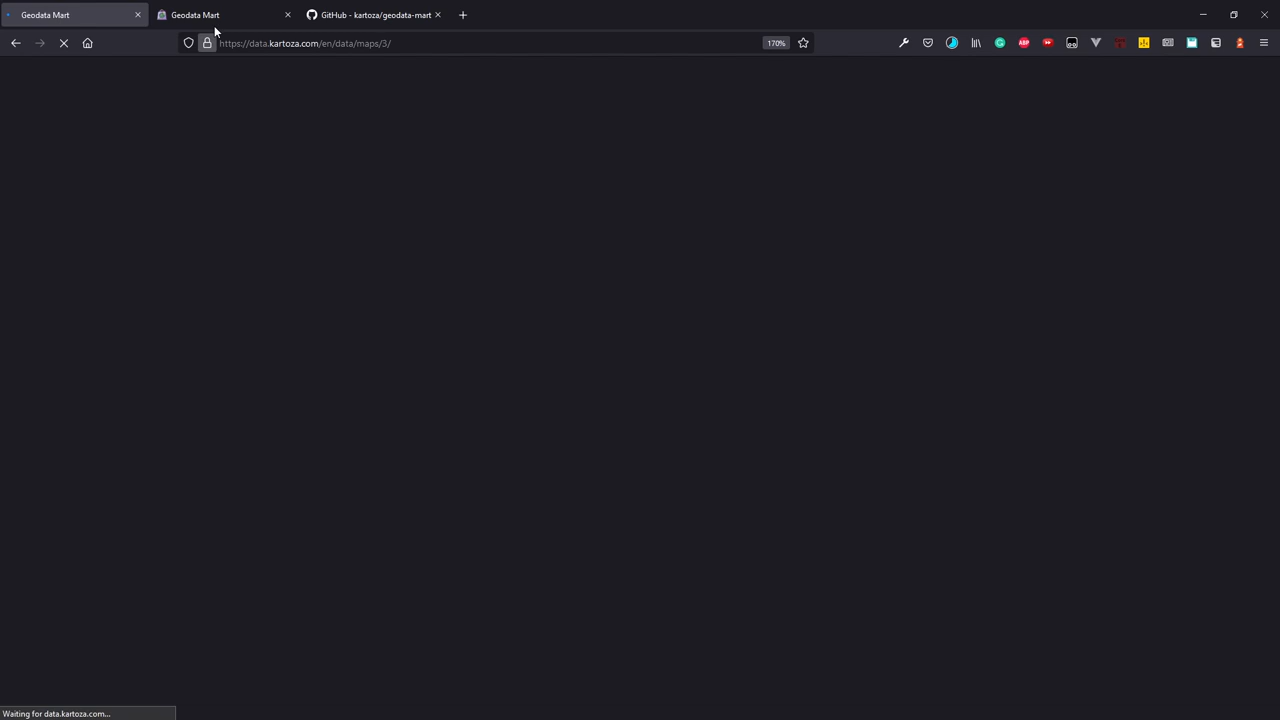 Geodata Mart
Geodata Mart
GitHub - kartoza/geodata-mart
https://data.kartoza.com/en/data/maps/3/
170%
ABP
Waiting for data.kartoza.com...